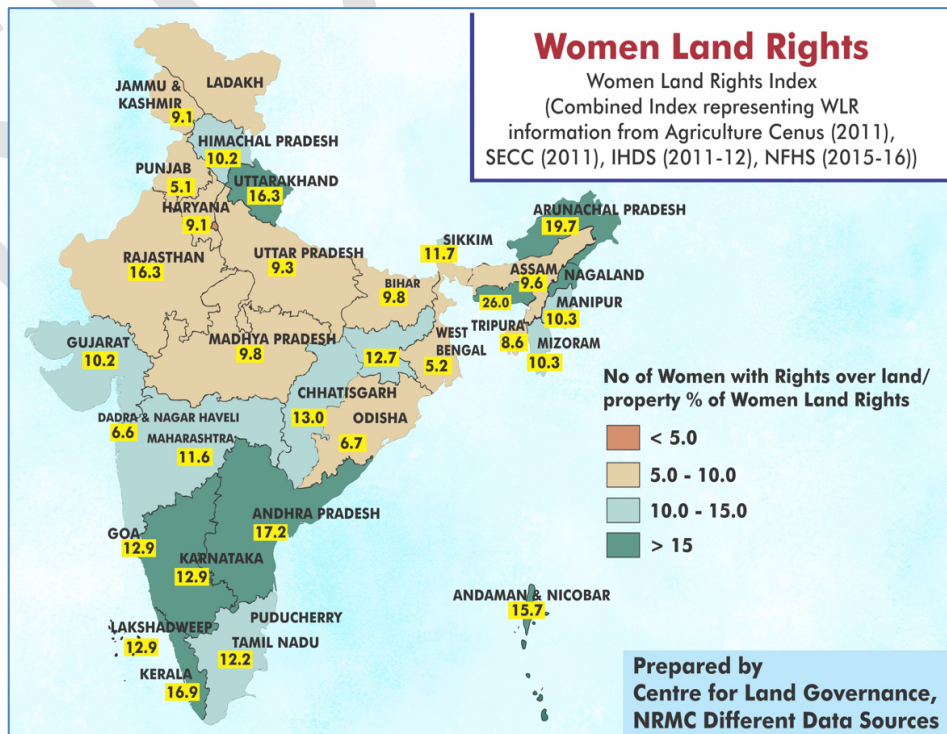 Women Land Rights
Women Land Rights Index
(Combined Index representing WLR
information from Agriculture Cenus (2011),
SECC (2011), IHDS (2011-12), NFHS (2015-16))
LADAKH
JAMMU &
KASHMIR
9.1
HIMACHAL PRADESH
10.2
PUNJAB
5.1
UTTARAKHAND
16.3
HARYANA
9.1
RAJASTHAN
16.3
UTTAR PRADESH
9.3
SIKKIM
11.7
ARUNACHAL PRADESH
19.7
ASSAM
9.6
NAGALAND
BIHAR
9.8
26.0
MANIPUR
10.3
TRIPURA
8.6
MIZORAM
10.3
GUJARAT
10.2
MADHYA PRADESH
9.8
12.7
WEST
BENGAL
5.2
CHHATISGARH
13.0
ODISHA
6.7
DADRA & NAGAR HAVELI
6.6
MAHARASHTRA
11.6
No of Women with Rights over land/
property % of Women Land Rights
< 5.0
5.0 - 10.0
10.0 - 15.0
> 15
ANDHRA PRADESH
17.2
GOA
12.9
KARNATAKA
12.9
ANDAMAN & NICOBAR
15.7
PUDUCHERRY
LAKSHADWEEP
12.9
TAMIL NADU
12.2
KERALA
16.9
Prepared by
Centre for Land Governance,
NRMC Different Data Sources